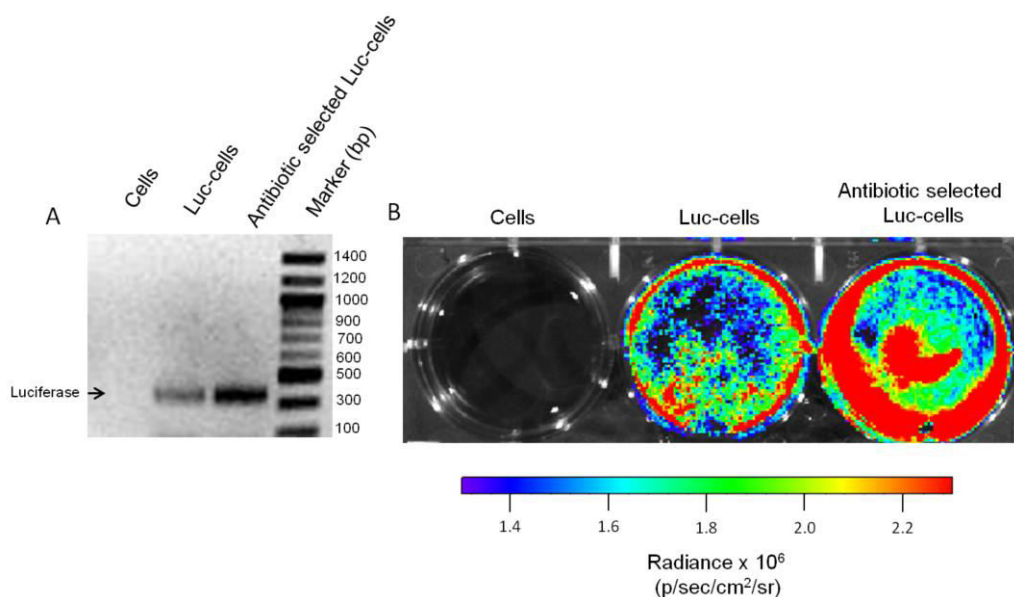 A
Cells
Luc-cells
Antibiotic selected Luc-cells
Marker (bp)
1400
1200
1000
900
700
600
500
300
100
Luciferase
B
Cells
Luc-cells
Antibiotic selected
Luc-cells
1.4
1.6
1.8
2.0
2.2
Radiance x 10⁶
(p/sec/cm²/sr)